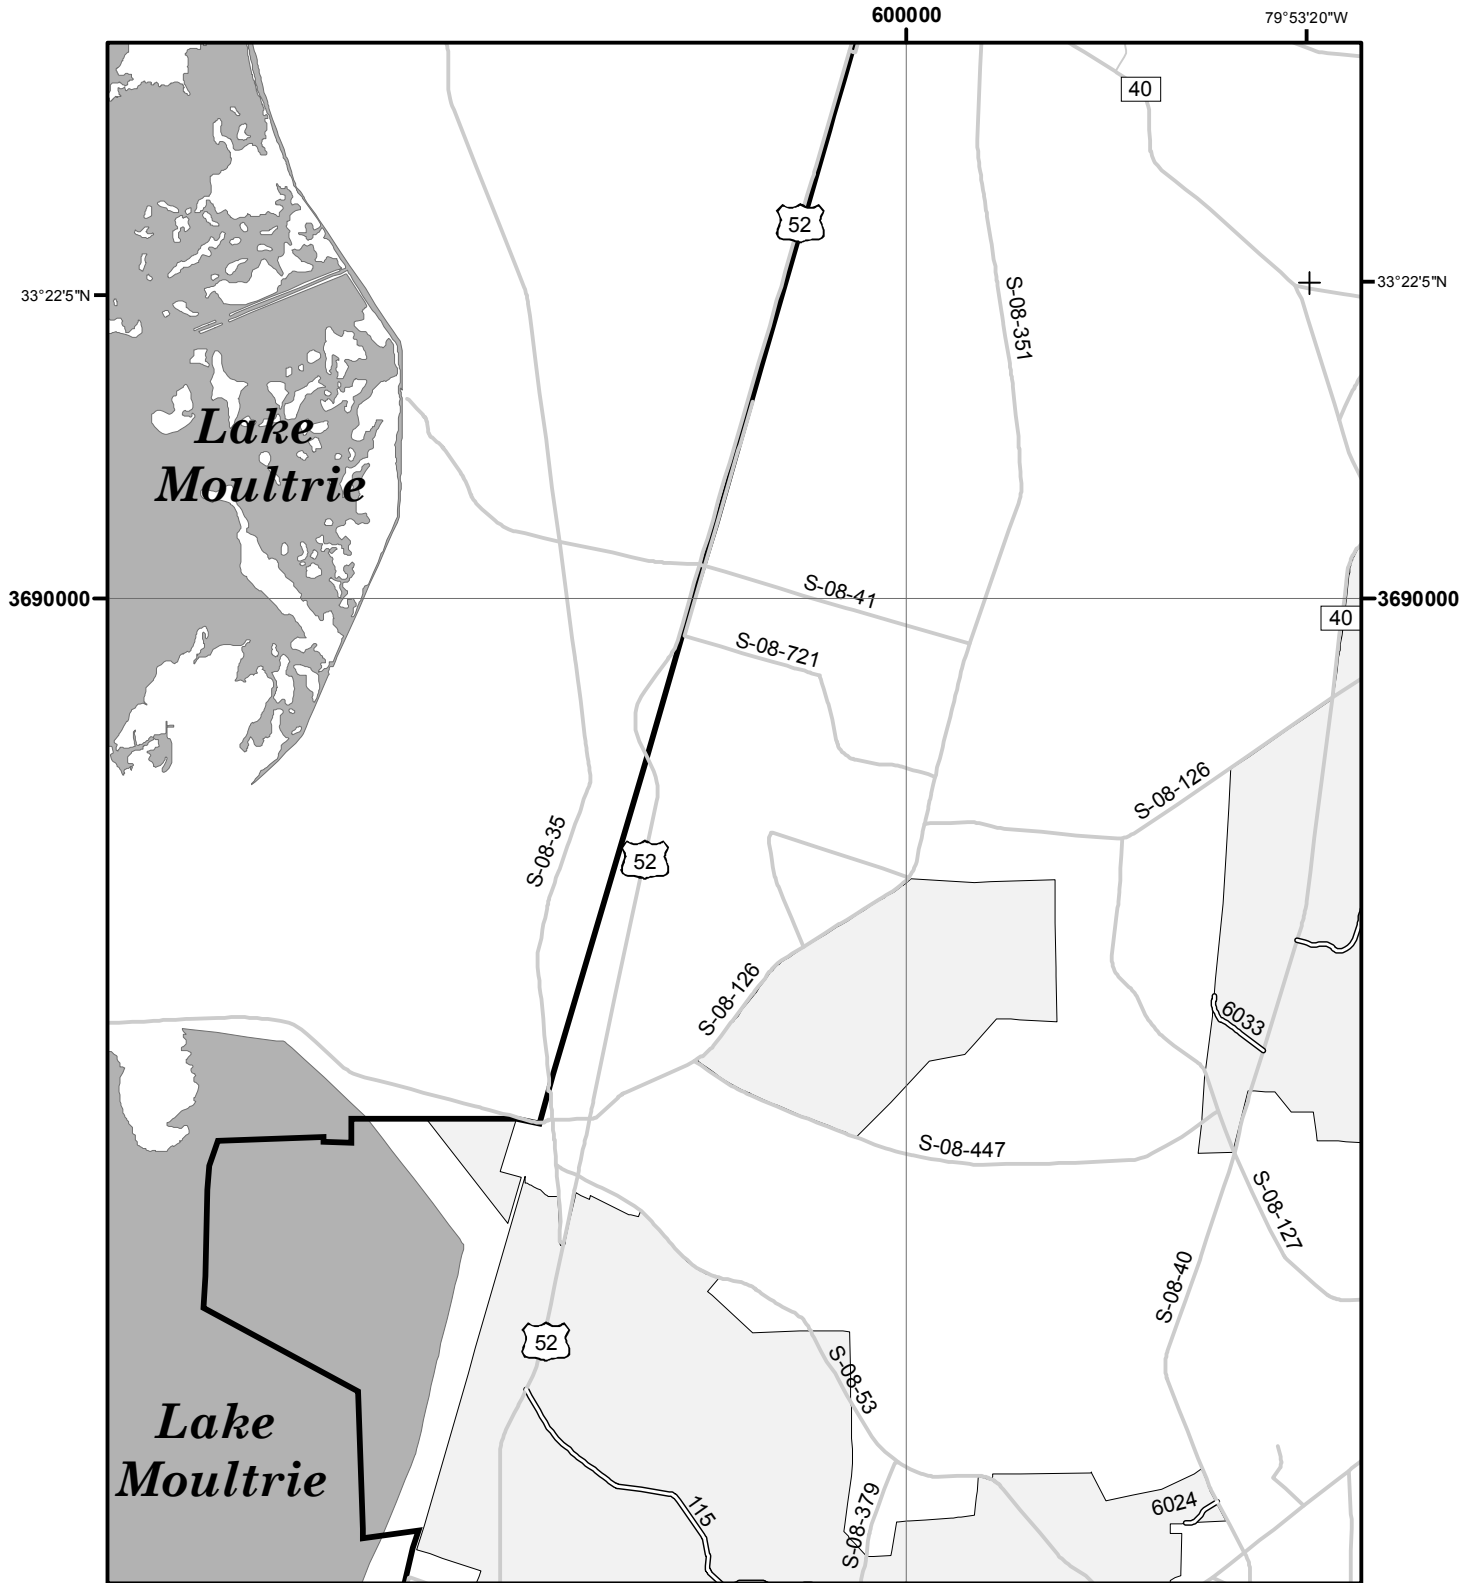 600000
79°53'20"W
40
52
33°22'5"N
33°22'5"N
S-08-351
Lake
Moultrie
S-08-41
3690000
3690000
40
S-08-721
S-08-126
S-08-35
52
S-08-126
6033
S-08-447
S-08-127
S-08-40
52
S-08-53
Lake
Moultrie
115
S-08-379
6024